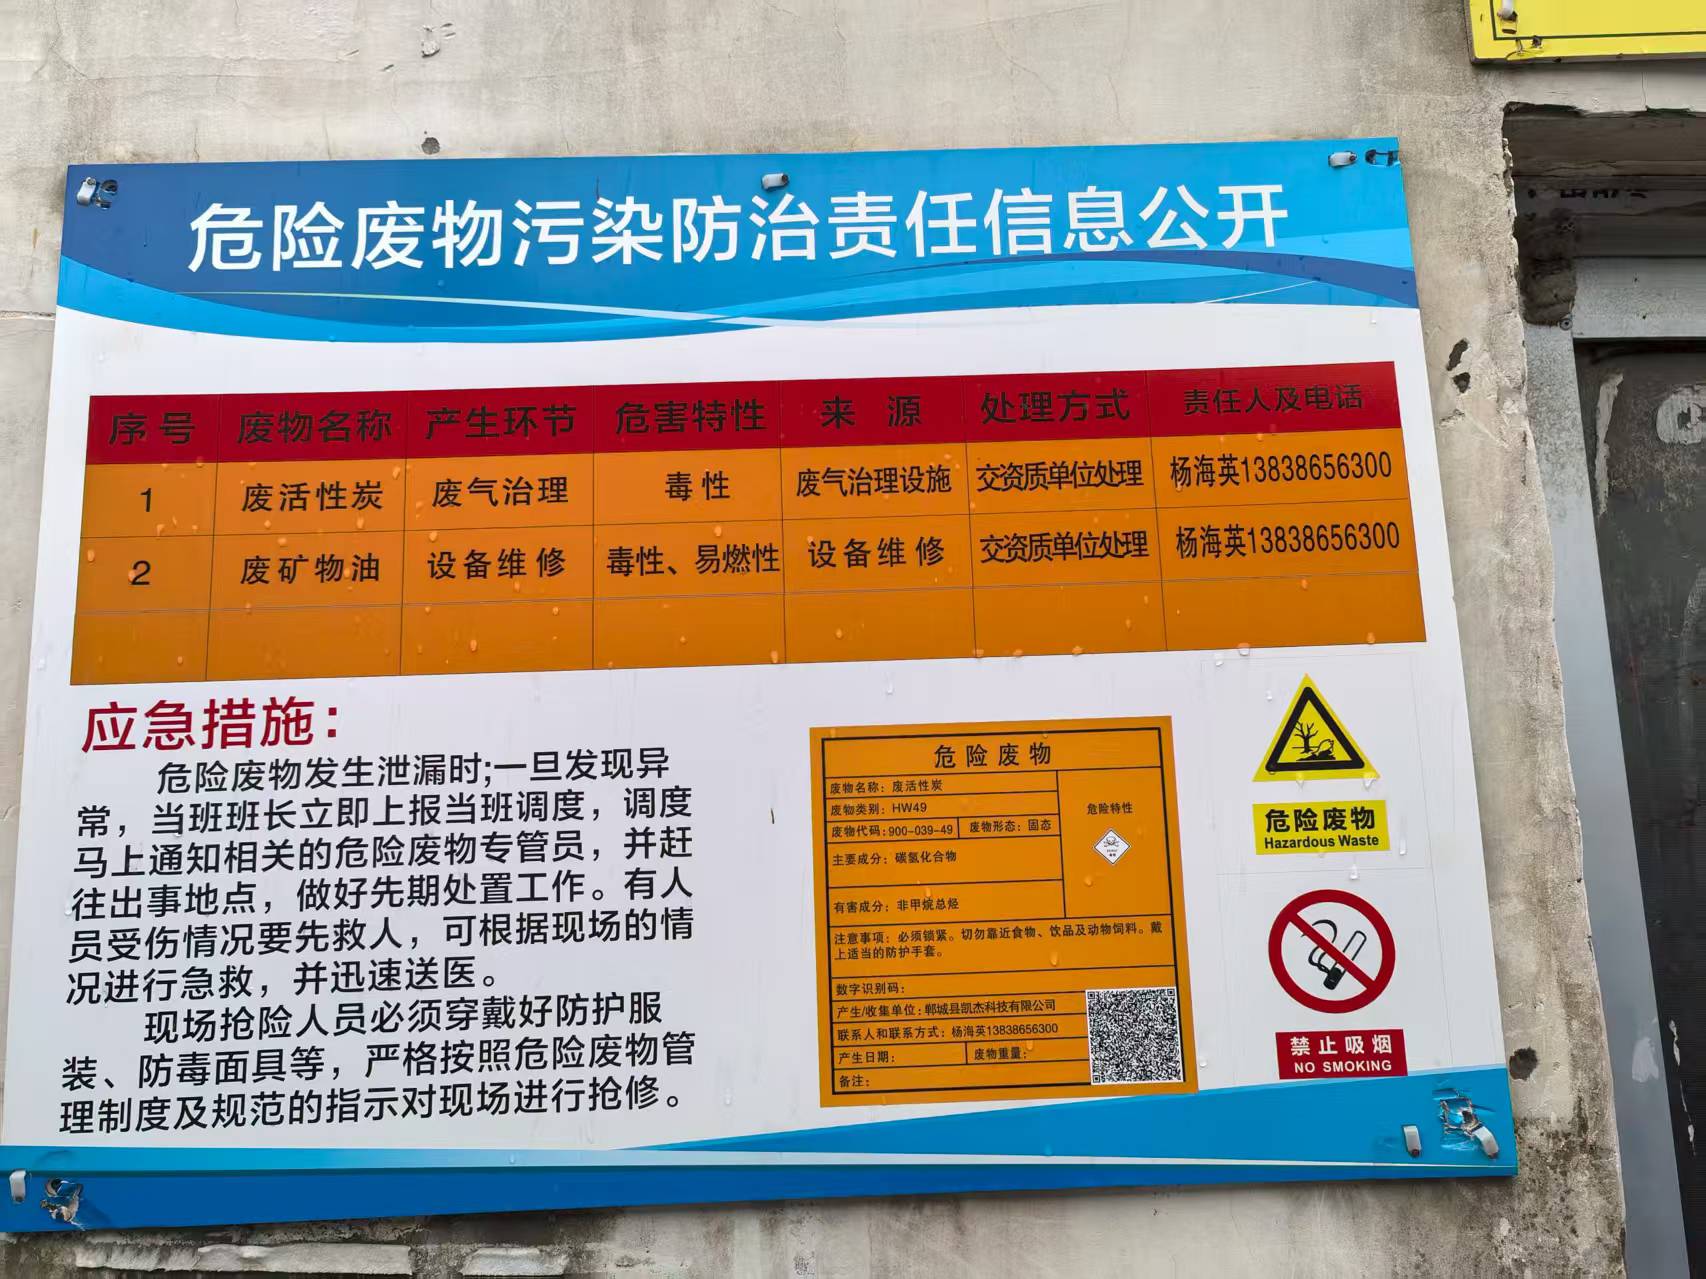 危险废物污染防治责任信息公开
序号 废物名称 产生环节 危害特性 来 源 处理方式 责任人及电话
1 废活性炭 废气治理 毒性 废气治理设施 交资质单位处理 杨海英13838656300
2 废矿物油 设备维修 毒性、易燃性 设备维修 交资质单位处理 杨海英13838656300
应急措施：
危险废物发生泄漏时;一旦发现异
常，当班班长立即上报当班调度，调度
马上通知相关的危险废物专管员，并赶
往出事地点，做好先期处置工作。有人
员受伤情况要先救人，可根据现场的情
况进行急救，并迅速送医。
现场抢险人员必须穿戴好防护服
装、防毒面具等，严格按照危险废物管
理制度及规范的指示对现场进行抢修。
危险废物
废物名称：废活性炭
废物类别：HW49
废物代码：900-039-49 废物形态：固态
危险特性
主要成分：碳氢化合物
有害成分：非甲烷总烃
注意事项：必须锁紧。切勿靠近食物、饮品及动物饲料。戴
上适当的防护手套。
数字识别码：
产生/收集单位：郸城县凯杰科技有限公司
联系人和联系方式：杨海英13838656300
产生日期： 废物重量：
备注：
危险废物
Hazardous Waste
禁止吸烟
NO SMOKING